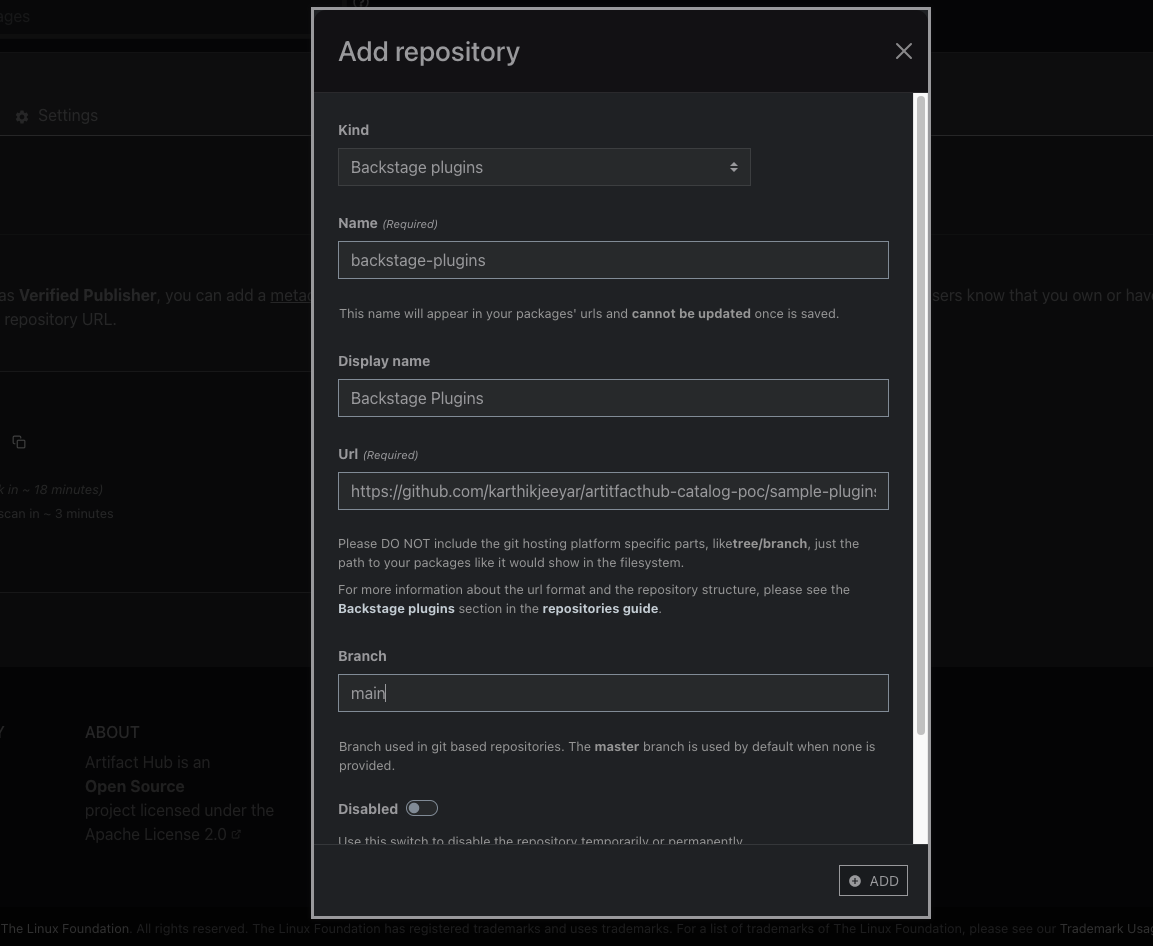 ages
Settings
as Verified Publisher, you can add a metad
sers know that you own or have
repository URL.
k in ~ 18 minutes)
scan in ~ 3 minutes
Add repository
Kind
Backstage plugins
Name (Required)
backstage-plugins
This name will appear in your packages' urls and cannot be updated once is saved.
Display name
Backstage Plugins
Url (Required)
https://github.com/karthikjeeyar/artitfacthub-catalog-poc/sample-plugins
Please DO NOT include the git hosting platform specific parts, liketree/branch, just the
path to your packages like it would show in the filesystem.
For more information about the url format and the repository structure, please see the
Backstage plugins section in the repositories guide.
Branch
main
Branch used in git based repositories. The master branch is used by default when none is
provided.
Disabled
Use this switch to disable the repository temporarily or permanently.
ADD
Y
ABOUT
Artifact Hub is an
Open Source
project licensed under the
Apache License 2.0
The Linux Foundation. All rights reserved. The Linux Foundation has registered trademarks and uses trademarks. For a list of trademarks of The Linux Foundation, please see our Trademark Usag